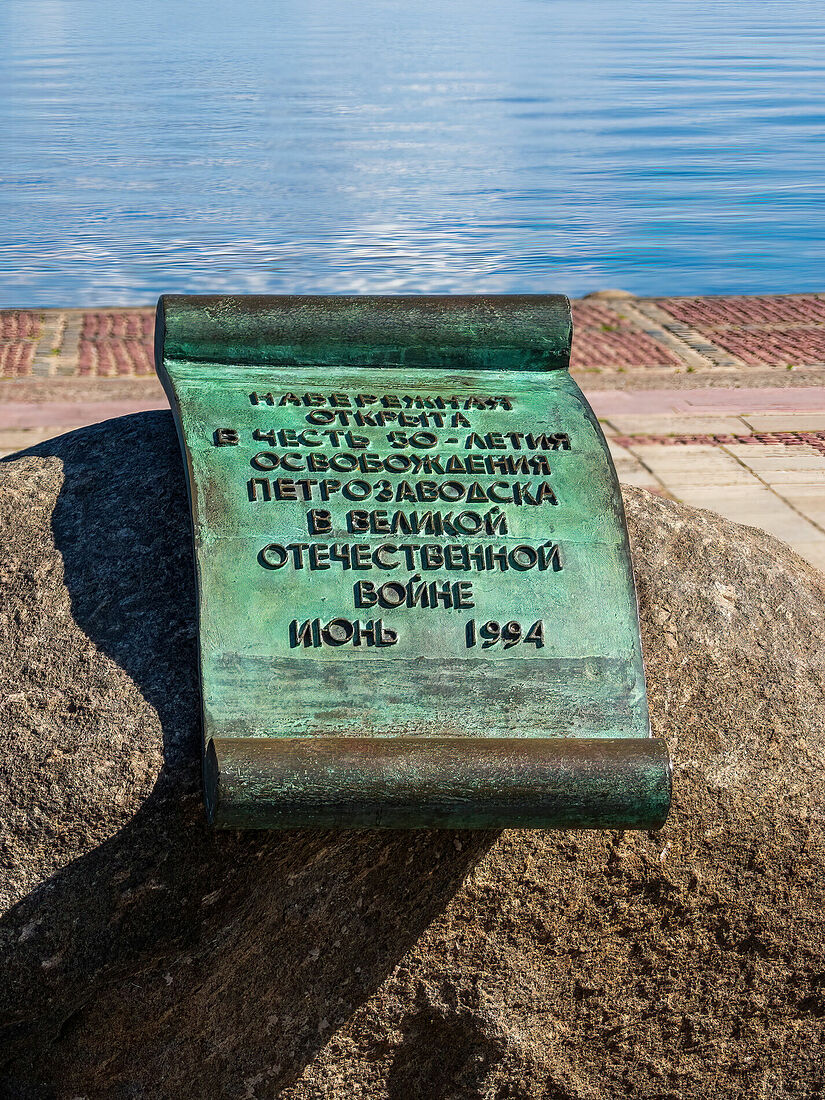 НАБЕРЕЖНАЯ
ОТКРЫТА
В ЧЕСТЬ 50-ЛЕТИЯ
ОСВОБОЖДЕНИЯ
ПЕТРОЗАВОДСКА
В ВЕЛИКОЙ
ОТЕЧЕСТВЕННОЙ
ВОЙНЕ
ИЮНЬ 1994